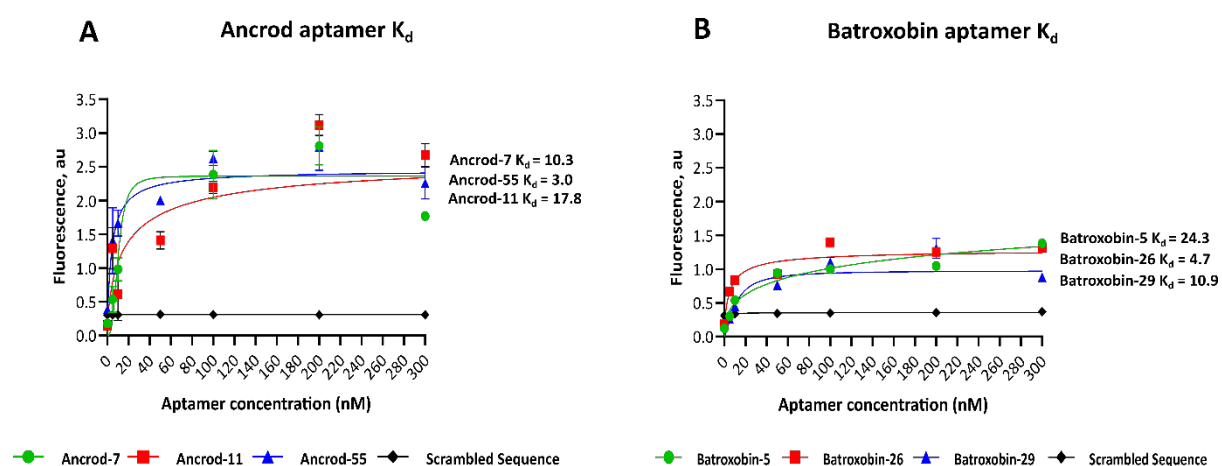 A
Ancrod aptamer Kd
Fluorescence, au
3.5
3.0
2.5
2.0
1.5
1.0
0.5
0.0
0 20 40 60 80 100 120 140 160 180 200 220 240 260 280 300
Aptamer concentration (nM)
Ancrod-7 Kd = 10.3
Ancrod-55 Kd = 3.0
Ancrod-11 Kd = 17.8
Ancrod-7 Ancrod-11 Ancrod-55 Scrambled Sequence
B
Batroxobin aptamer Kd
Fluorescence, au
3.5
3.0
2.5
2.0
1.5
1.0
0.5
0.0
0 20 40 60 80 100 120 140 160 180 200 220 240 260 280 300
Aptamer concentration (nM)
Batroxobin-5 Kd = 24.3
Batroxobin-26 Kd = 4.7
Batroxobin-29 Kd = 10.9
Batroxobin-5 Batroxobin-26 Batroxobin-29 Scrambled Sequence